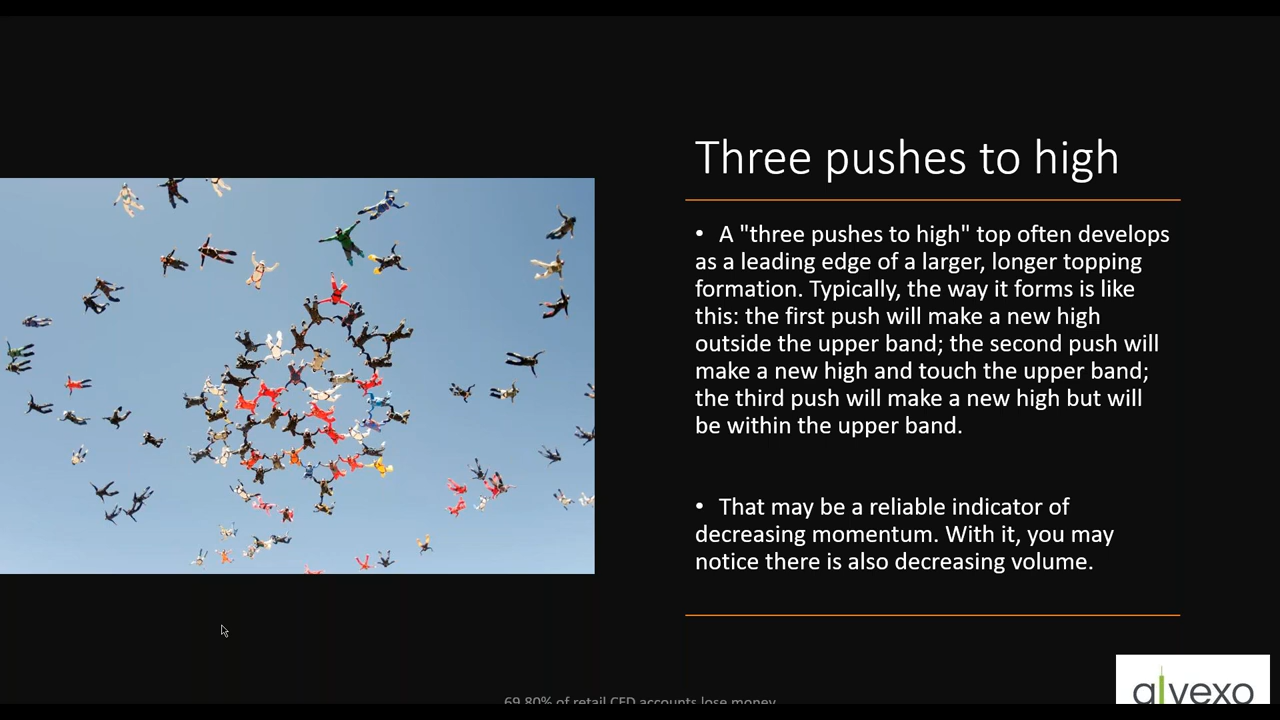 Three pushes to high
• A "three pushes to high" top often develops
as a leading edge of a larger, longer topping
formation. Typically, the way it forms is like
this: the first push will make a new high
outside the upper band; the second push will
make a new high and touch the upper band;
the third push will make a new high but will
be within the upper band.
• That may be a reliable indicator of
decreasing momentum. With it, you may
notice there is also decreasing volume.
69.80% of retail CFD accounts lose money
alvexo